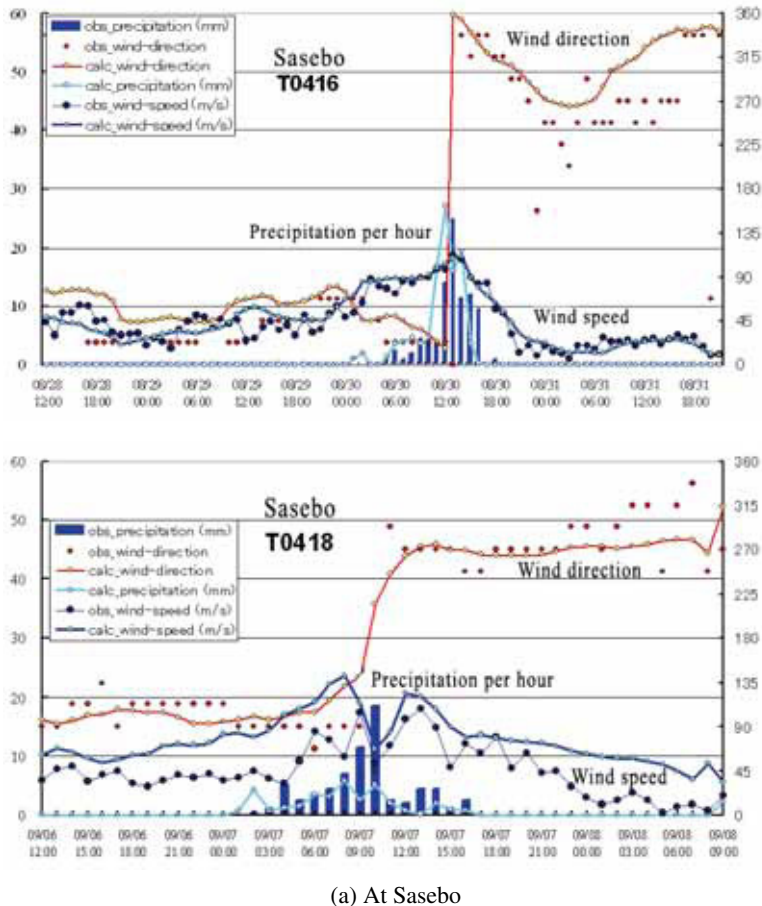 obs_precipitation (mm)
obs_wind-direction
calc_wind-direction
calc_precipitation (mm)
obs_wind-speed (m/s)
calc_wind-speed (m/s)
Sasebo
T0416
Wind direction
Precipitation per hour
Wind speed
60
50
40
30
20
10
0
360
315
270
225
180
135
90
45
0
08/28 08/28 08/29 08/29 08/29 08/29 08/30 08/30 08/30 08/30 08/31 08/31 08/31 08/31
12:00 18:00 00:00 06:00 12:00 18:00 00:00 06:00 12:00 18:00 00:00 06:00 12:00 18:00
obs_precipitation (mm)
obs_wind-direction
calc_wind-direction
calc_precipitation (mm)
obs_wind-speed (m/s)
calc_wind-speed (m/s)
Sasebo
T0418
Wind direction
Precipitation per hour
Wind speed
60
50
40
30
20
10
0
360
315
270
225
180
135
90
45
0
09/06 09/06 09/06 09/06 09/07 09/07 09/07 09/07 09/07 09/07 09/07 09/07 09/08 09/08 09/08 09/08
12:00 15:00 18:00 21:00 00:00 03:00 06:00 09:00 12:00 15:00 18:00 21:00 00:00 03:00 06:00 09:00
(a) At Sasebo